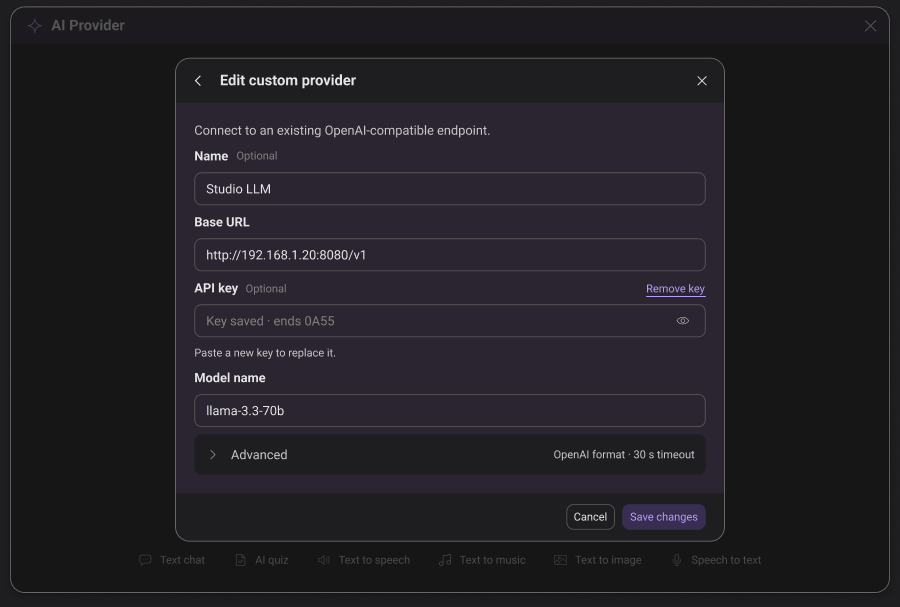 AI Provider
Edit custom provider
Connect to an existing OpenAI-compatible endpoint.
Name Optional
Studio LLM
Base URL
http://192.168.1.20:8080/v1
API key Optional Remove key
Key saved · ends 0A55
Paste a new key to replace it.
Model name
llama-3.3-70b
Advanced OpenAI format · 30 s timeout
Cancel Save changes
Text chat AI quiz Text to speech Text to music Text to image Speech to text